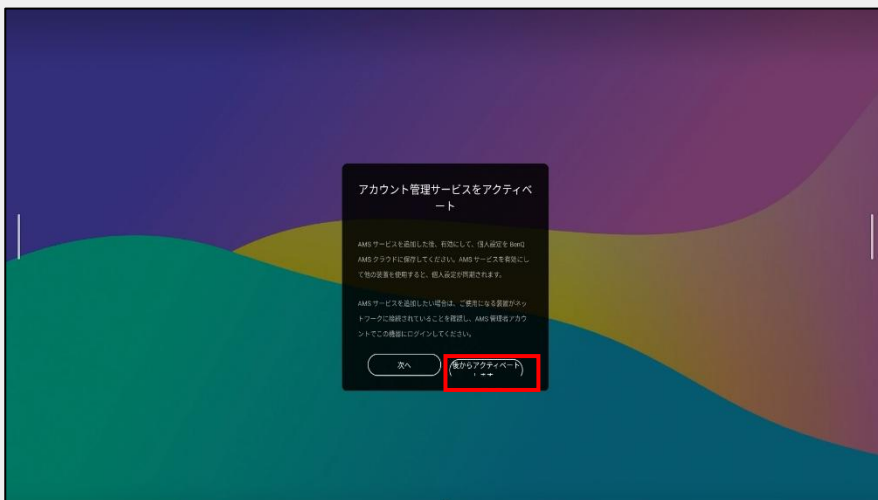 アカウント管理サービスをアクティベ
ート
AMS サービスを追加した後、有効にして、個人設定を BenQ
AMS クラウドに保存してください。AMS サービスを有効にし
て他の装置を使用すると、個人設定が同期されます。
AMS サービスを追加したい場合は、ご使用になる装置がネッ
トワークに接続されていることを確認し、AMS 管理者アカウ
ントでこの機器にログインしてください。
次へ
後からアクティベート